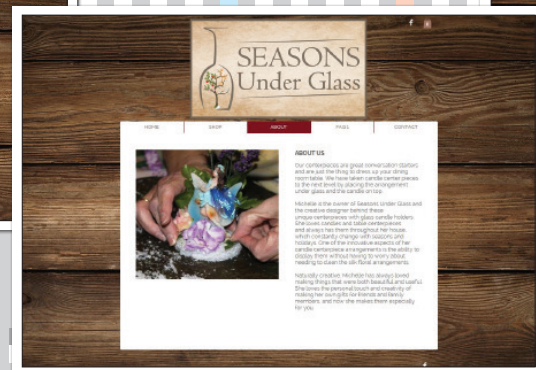 SEASONS
Under Glass
HOME SHOP ABOUT FAQS CONTACT
ABOUT US
Our centerpieces are great conversation starters
and are just the thing to dress up your dining
room table. We have taken candle center pieces
to the next level by placing the arrangement
under glass and the candle on top.
Michelle is the owner of Seasons Under Glass and
the creative designer behind these
unique centerpieces with glass candle holders.
She loves candles and table centerpieces
and always has them throughout her house,
which constantly change with seasons and
holidays. One of the innovative aspects of her
candle centerpiece arrangements is the ability to
display them without having to worry about
needing to clean the silk floral arrangements.
Naturally creative, Michelle has always loved
making things that were both beautiful and useful.
She loves the personal touch and creativity of
making her own gifts for friends and family
members, and now she makes them especially
for you.